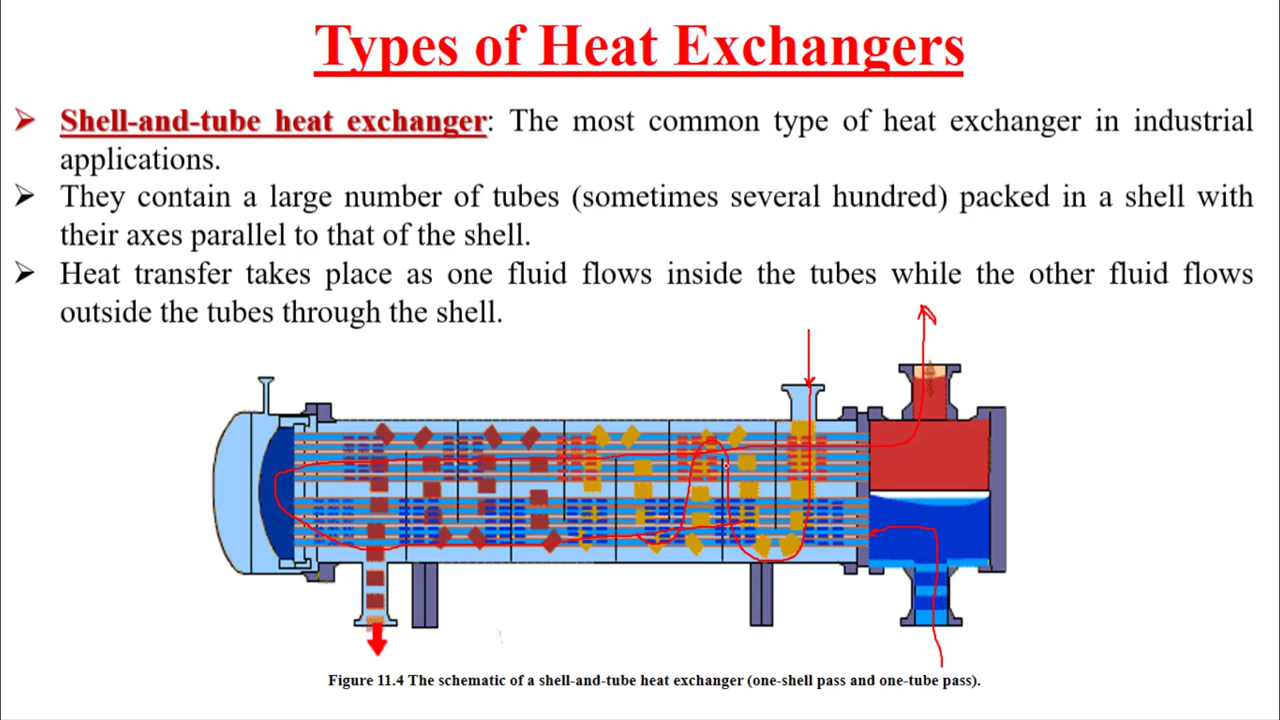 Types of Heat Exchangers
Shell-and-tube heat exchanger: The most common type of heat exchanger in industrial
applications.
They contain a large number of tubes (sometimes several hundred) packed in a shell with
their axes parallel to that of the shell.
Heat transfer takes place as one fluid flows inside the tubes while the other fluid flows
outside the tubes through the shell.
Figure 11.4 The schematic of a shell-and-tube heat exchanger (one-shell pass and one-tube pass).